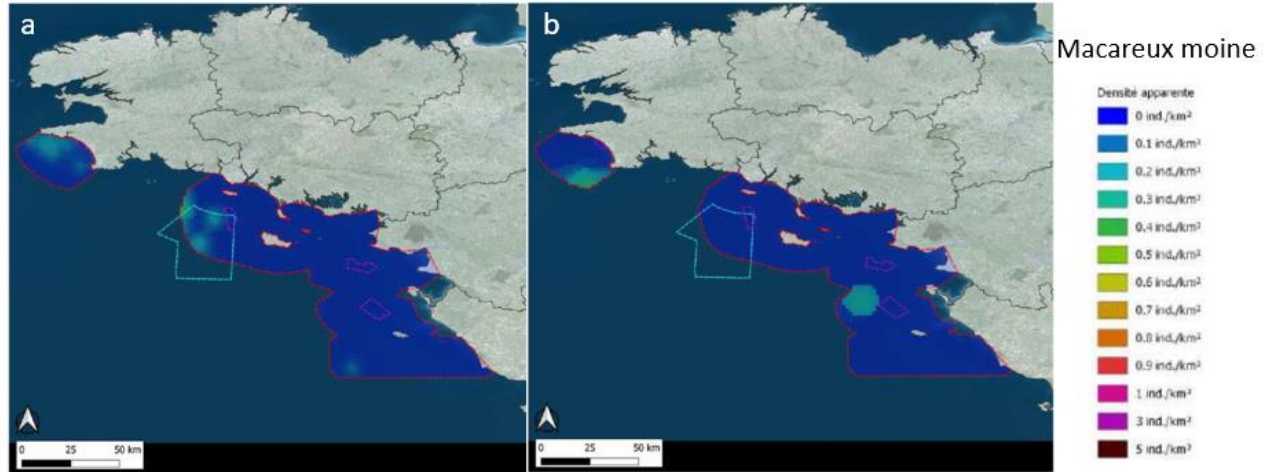 a
b
Macareux moine
Densité apparente
0 ind./km²
0.1 ind./km²
0.2 ind./km²
0.3 ind./km²
0.4 ind./km²
0.5 ind./km²
0.6 ind./km²
0.7 ind./km²
0.8 ind./km²
0.9 ind./km²
1 ind./km²
3 ind./km²
5 ind./km²
0 25 50 km
0 25 50 km